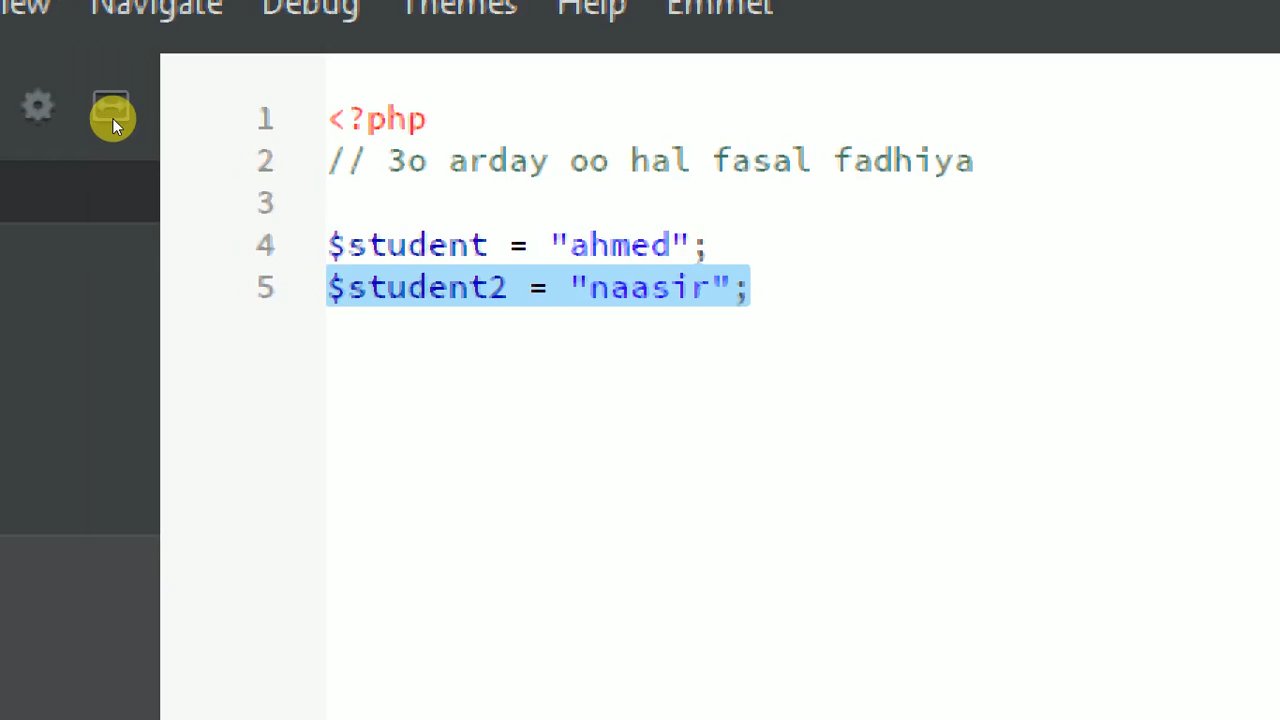 Navigate Debug Themes Help Emmet
1 <?php
2 // 3o arday oo hal fasal fadhiya
3
4 $student = "ahmed";
5 $student2 = "naasir";